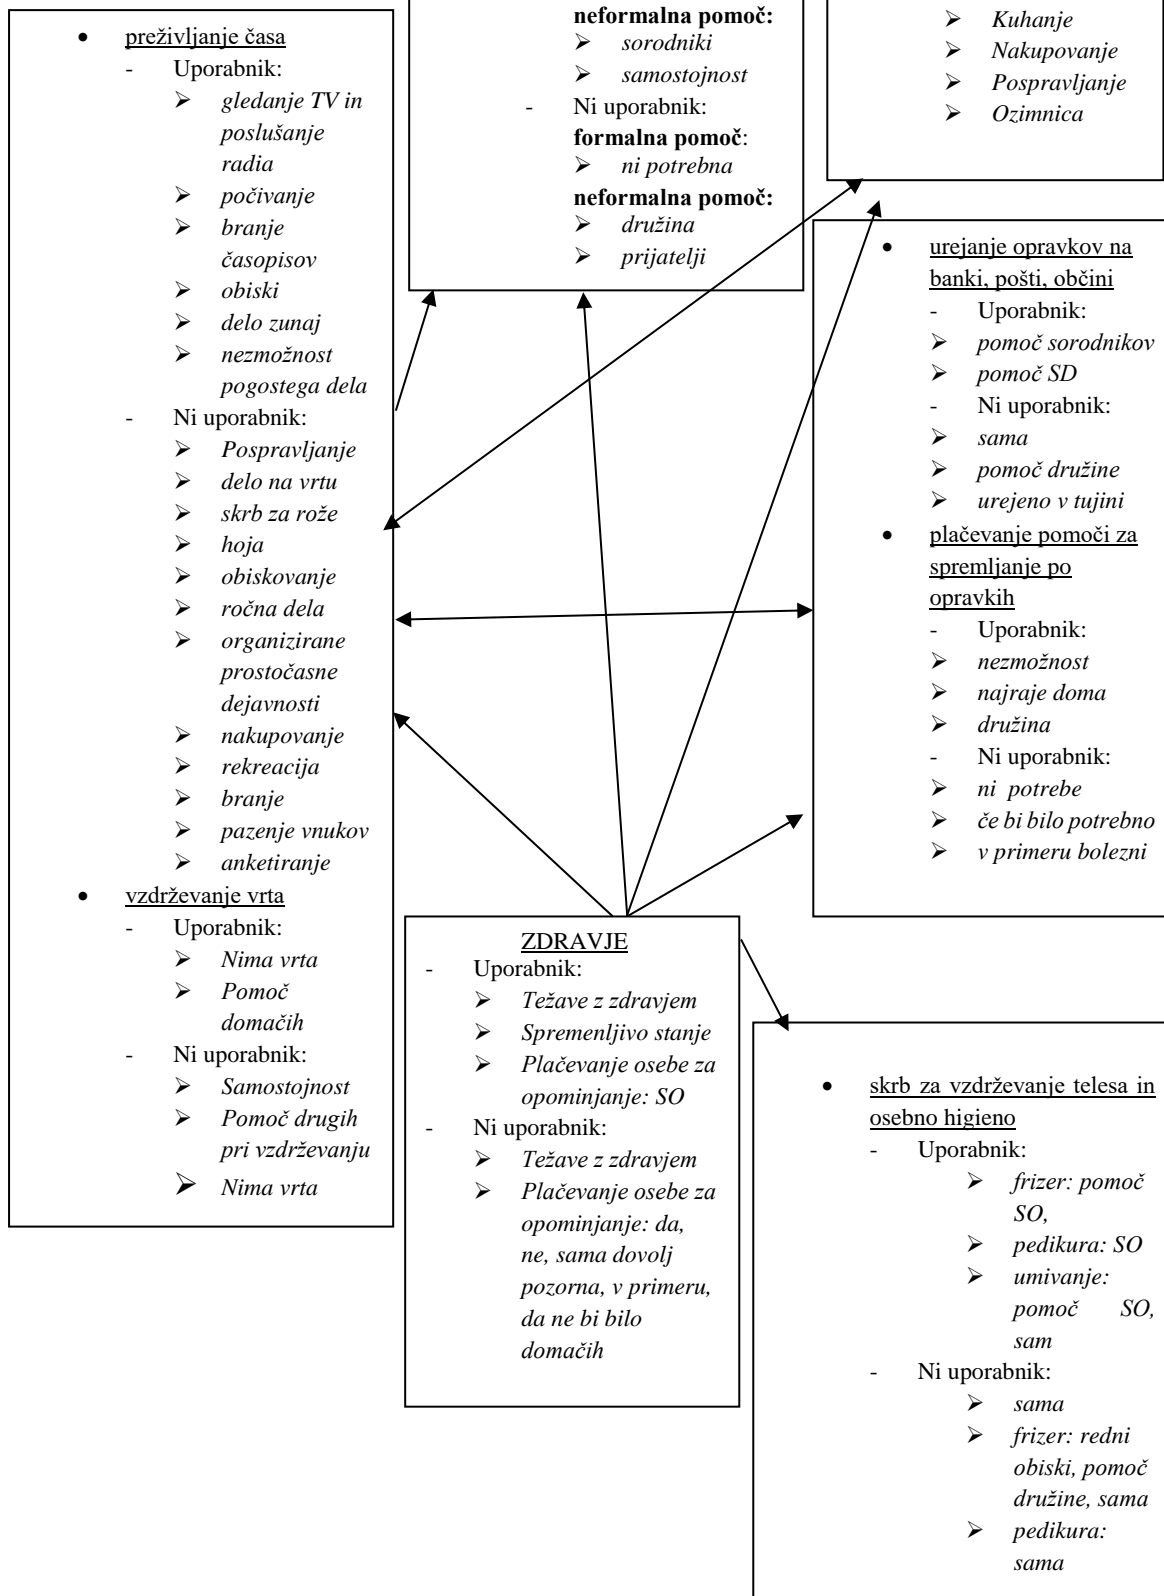 • preživljanje časa
- Uporabnik:
➢ gledanje TV in
poslušanje
radia
➢ počivanje
➢ branje
časopisov
➢ obiski
➢ delo zunaj
➢ nezmožnost
pogostega dela
- Ni uporabnik:
➢ Pospravljanje
➢ delo na vrtu
➢ skrb za rože
➢ hoja
➢ obiskovanje
➢ ročna dela
➢ organizirane
prostočasne
dejavnosti
➢ nakupovanje
➢ rekreacija
➢ branje
➢ pazenje vnukov
➢ anketiranje
• vzdrževanje vrta
- Uporabnik:
➢ Nima vrta
➢ Pomoč
domačih
- Ni uporabnik:
➢ Samostojnost
➢ Pomoč drugih
pri vzdrževanju
➢ Nima vrta
neformalna pomoč:
➢ sorodniki
➢ samostojnost
- Ni uporabnik:
formalna pomoč:
➢ ni potrebna
neformalna pomoč:
➢ družina
➢ prijatelji
➢ Kuhanje
➢ Nakupovanje
➢ Pospravljanje
➢ Ozimnica
• urejanje opravkov na
banki, pošti, občini
- Uporabnik:
➢ pomoč sorodnikov
➢ pomoč SD
- Ni uporabnik:
➢ sama
➢ pomoč družine
➢ urejeno v tujini
• plačevanje pomoči za
spremljanje po
opravkih
- Uporabnik:
➢ nezmožnost
➢ najraje doma
➢ družina
- Ni uporabnik:
➢ ni potrebe
➢ če bi bilo potrebno
➢ v primeru bolezni
ZDRAVJE
- Uporabnik:
➢ Težave z zdravjem
➢ Spremenljivo stanje
➢ Plačevanje osebe za
opominjanje: SO
- Ni uporabnik:
➢ Težave z zdravjem
➢ Plačevanje osebe za
opominjanje: da,
ne, sama dovolj
pozorna, v primeru,
da ne bi bilo
domačih
• skrb za vzdrževanje telesa in
osebno higieno
- Uporabnik:
➢ frizer: pomoč
SO,
➢ pedikura: SO
➢ umivanje:
pomoč SO,
sam
- Ni uporabnik:
➢ sama
➢ frizer: redni
obiski, pomoč
družine, sama
➢ pedikura:
sama